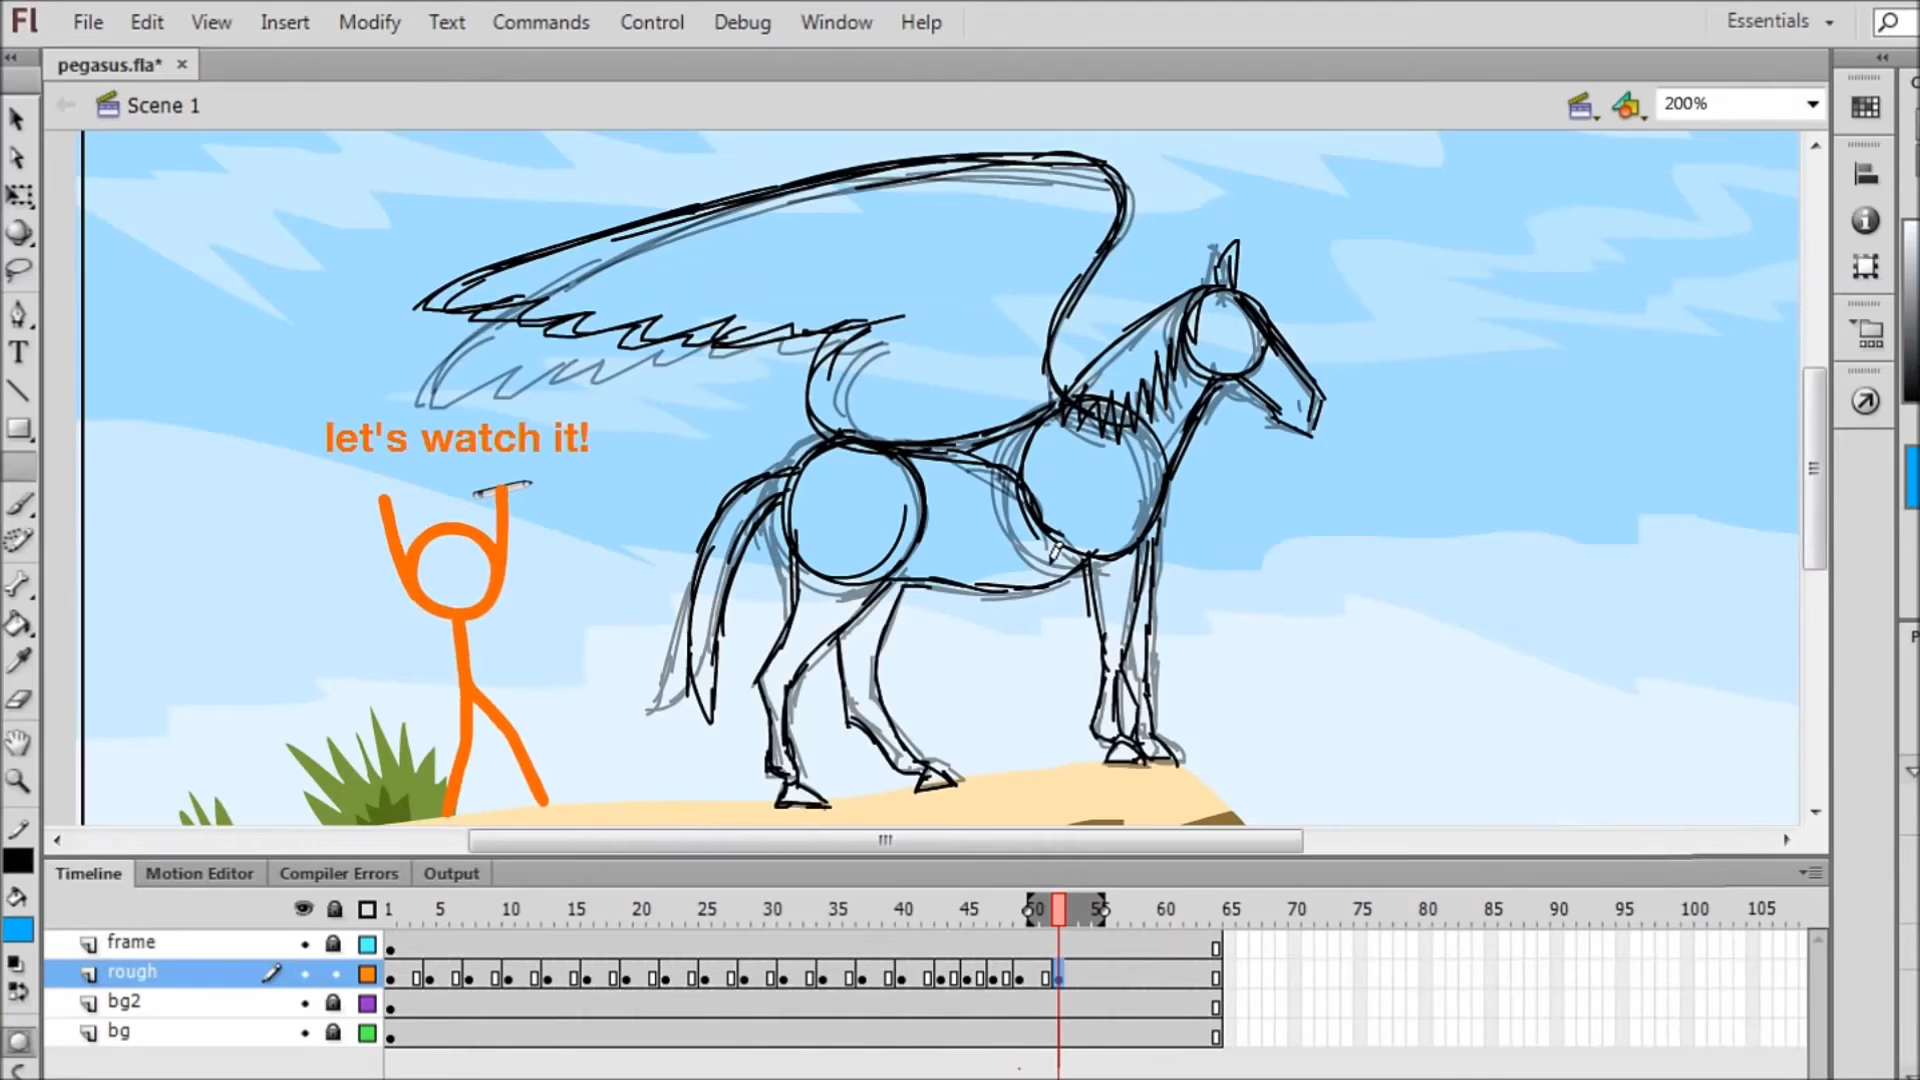 Fl File Edit View Insert Modify Text Commands Control Debug Window Help Essentials
pegasus.fla*
Scene 1 200%
let's watch it!
T
Timeline Motion Editor Compiler Errors Output
1 5 10 15 20 25 30 35 40 45 50 55 60 65 70 75 80 85 90 95 100 105
frame
rough
bg2
bg